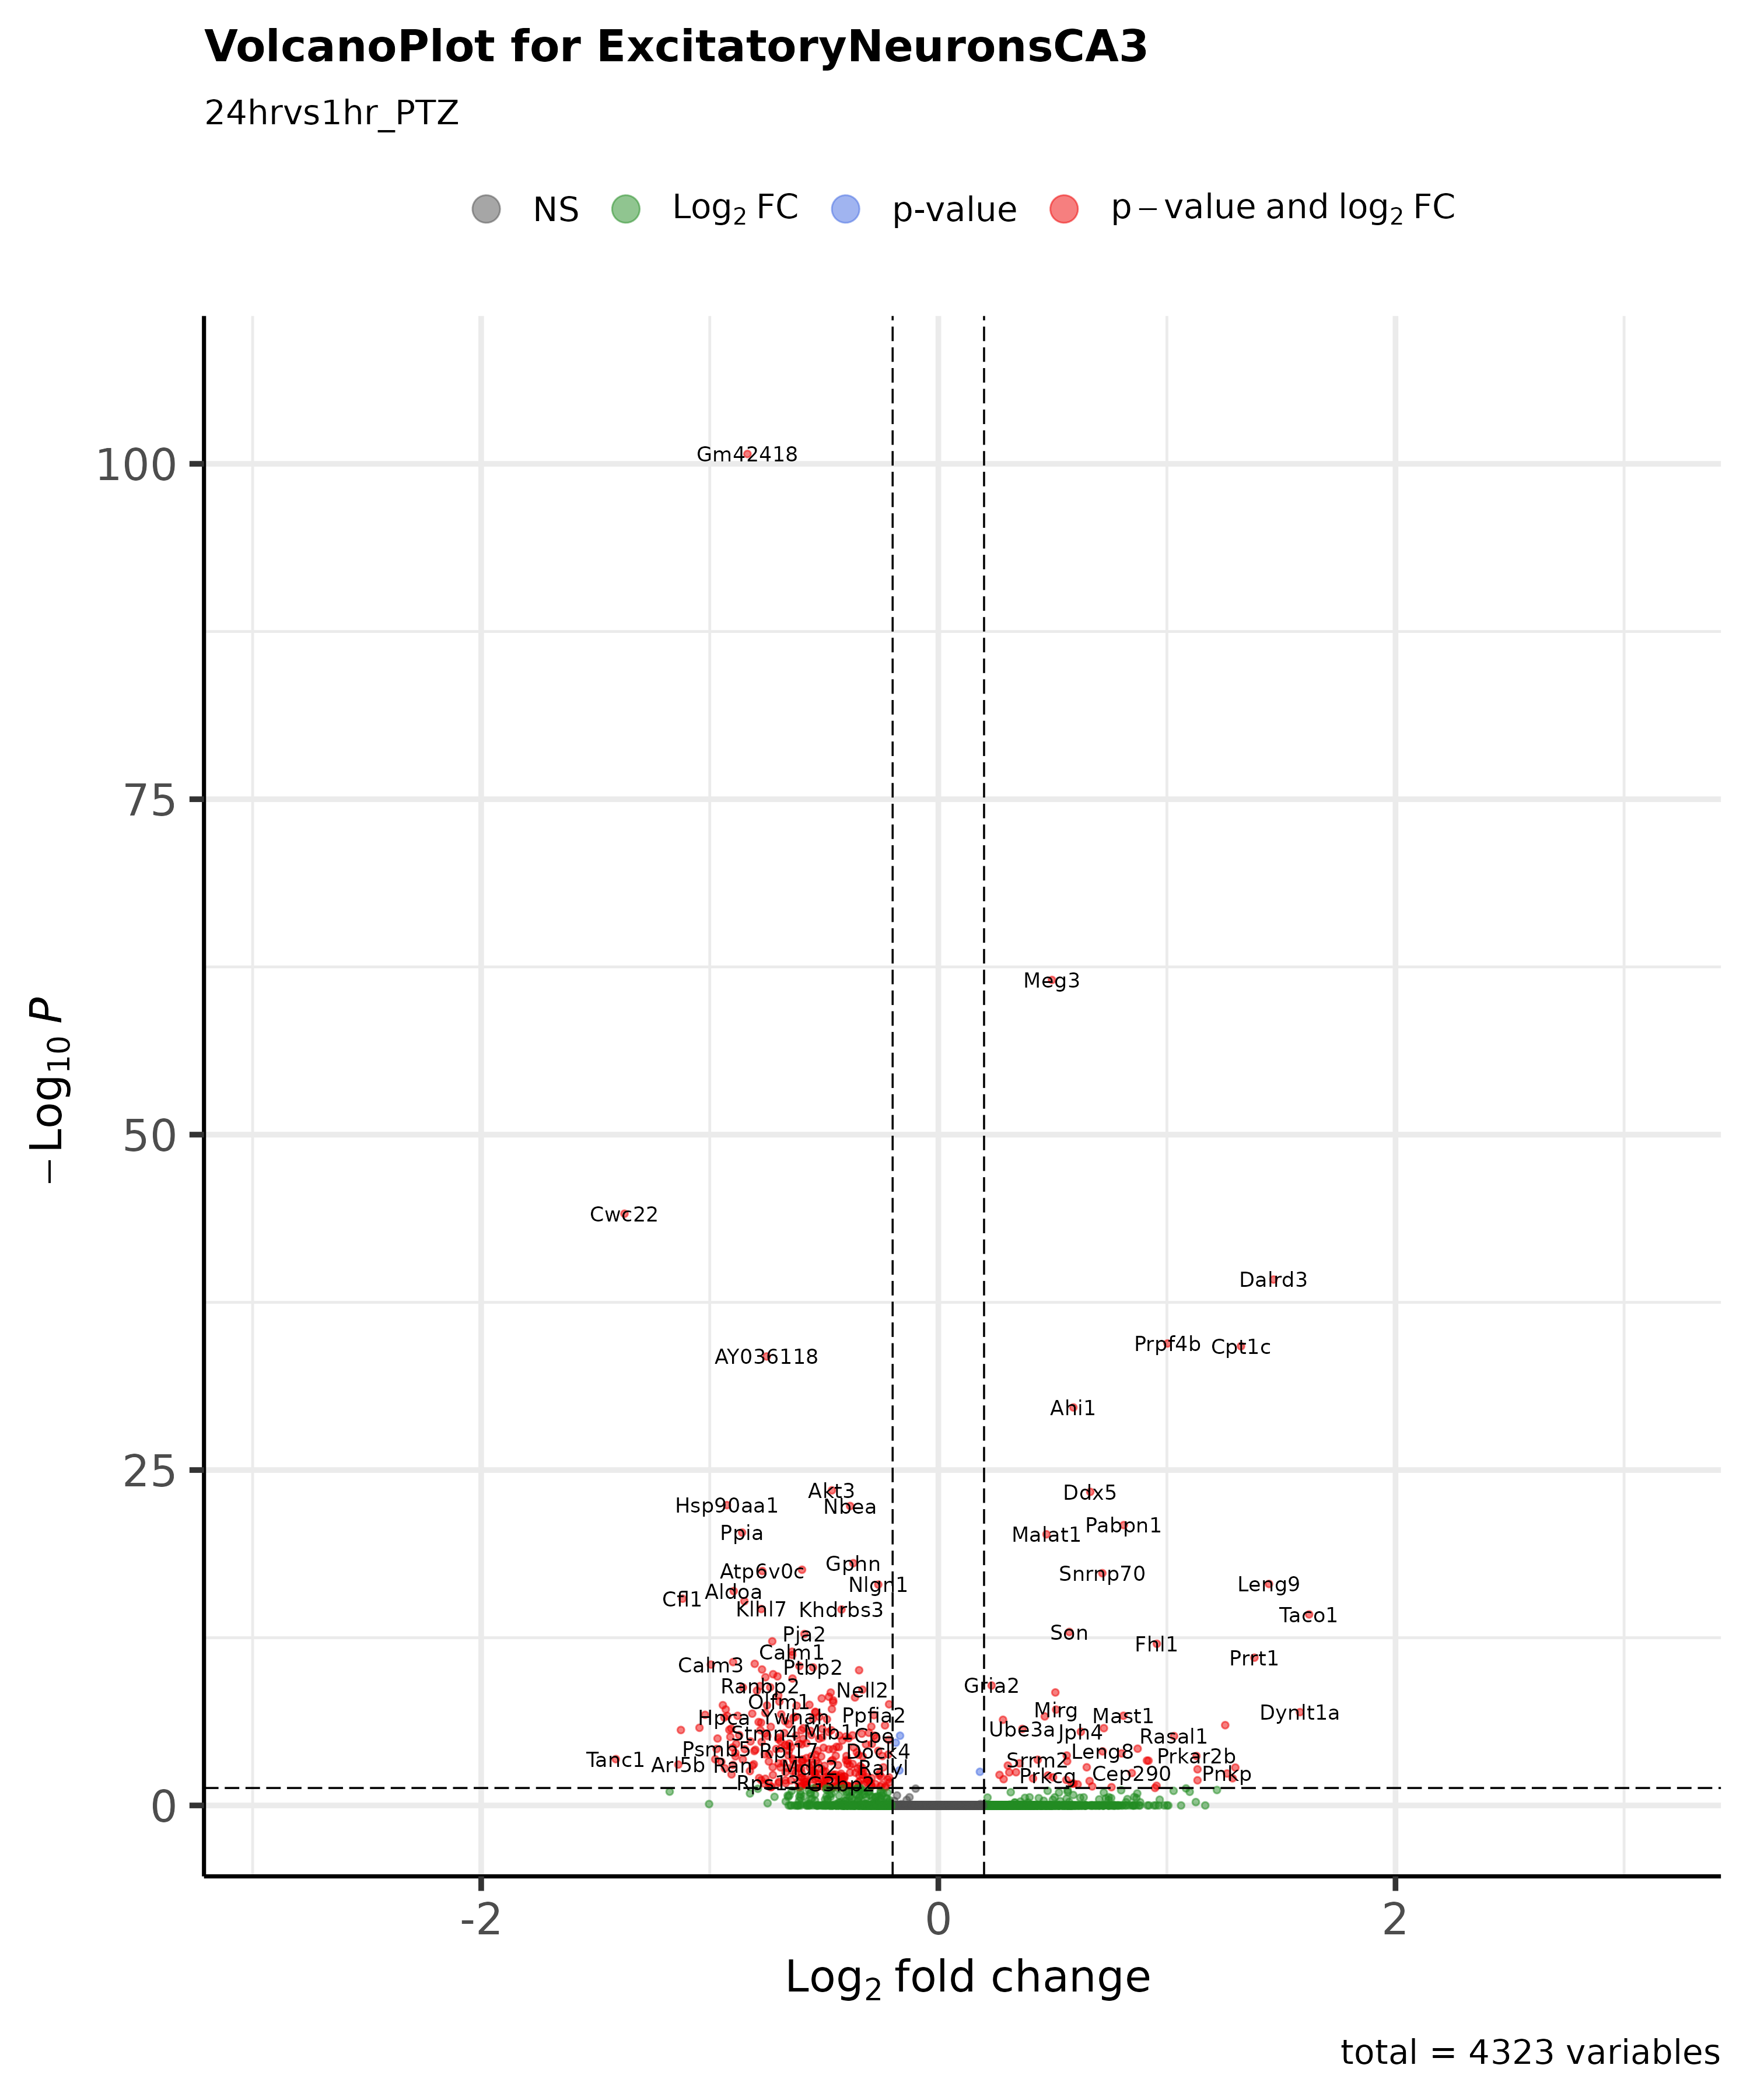 VolcanoPlot for ExcitatoryNeuronsCA3
24hrvs1hr_PTZ
NS Log2 FC p-value p − value and log2 FC
−Log10 P
100
75
50
25
0
Gm42418
Meg3
Cwc22
Dalrd3
Prpf4b Cpt1c
AY036118
Ahi1
Akt3 Ddx5
Hsp90aa1 Nbea
Pabpn1
Ppia Malat1
Gphn
Atp6v0c Snrnp70
Nlgn1 Leng9
Cfl1 Aldoa
Klhl7 Khdrbs3 Taco1
Pja2 Son
Calm1 Fhl1
Calm3 Ptbp2 Prrt1
Ranbp2 Nell2 Gria2
Olfm1 Mirg
Hpca Ywhah Ppfia2 Mast1 Dynlt1a
Stmn4 Mib1 Cpe Ube3a Jph4 Rasal1
Psmb5 Rpl17 Dock4 Leng8
Tanc1 Arl5b Ran Mdh2 Ralyl Srrm2 Prkar2b
Rps13 G3bp2 Prkcg Cep290 Pnkp
-2 0 2
Log2 fold change
total = 4323 variables